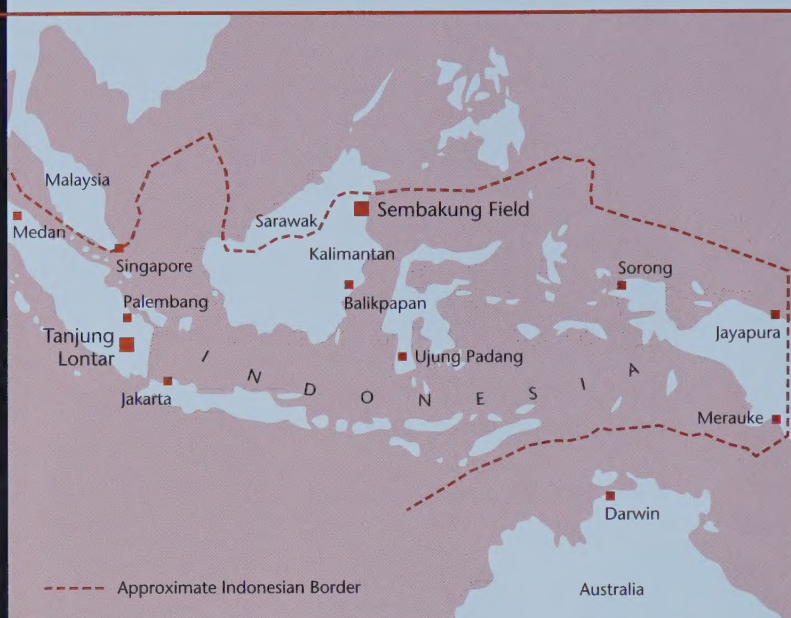 Malaysia
Medan
Singapore
Sarawak
Sembakung Field
Kalimantan
Palembang
Balikpapan
Sorong
Tanjung
Lontar
Jayapura
Ujung Padang
Jakarta
INDONESIA
Merauke
Darwin
Approximate Indonesian Border
Australia